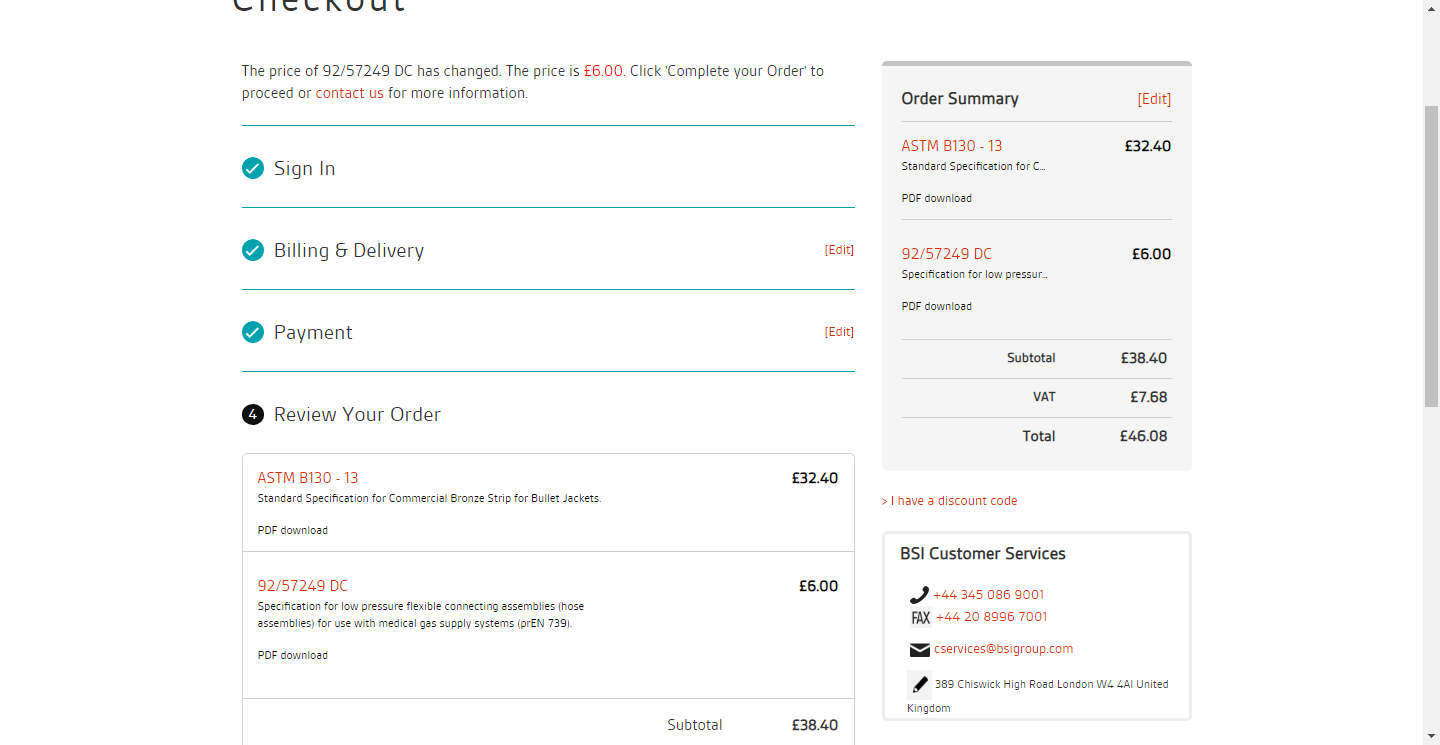 Checkout
The price of 92/57249 DC has changed. The price is £6.00. Click 'Complete your Order' to
proceed or contact us for more information.
Sign In
Billing & Delivery
[Edit]
Payment
[Edit]
4 Review Your Order
ASTM B130 - 13
£32.40
Standard Specification for Commercial Bronze Strip for Bullet Jackets.
PDF download
92/57249 DC
£6.00
Specification for low pressure flexible connecting assemblies (hose
assemblies) for use with medical gas supply systems (prEN 739).
PDF download
Subtotal £38.40
Order Summary
[Edit]
ASTM B130 - 13
£32.40
Standard Specification for C...
PDF download
92/57249 DC
£6.00
Specification for low pressur...
PDF download
Subtotal £38.40
VAT £7.68
Total £46.08
> I have a discount code
BSI Customer Services
+44 345 086 9001
FAX +44 20 8996 7001
cservices@bsigroup.com
389 Chiswick High Road London W4 4Al United
Kingdom